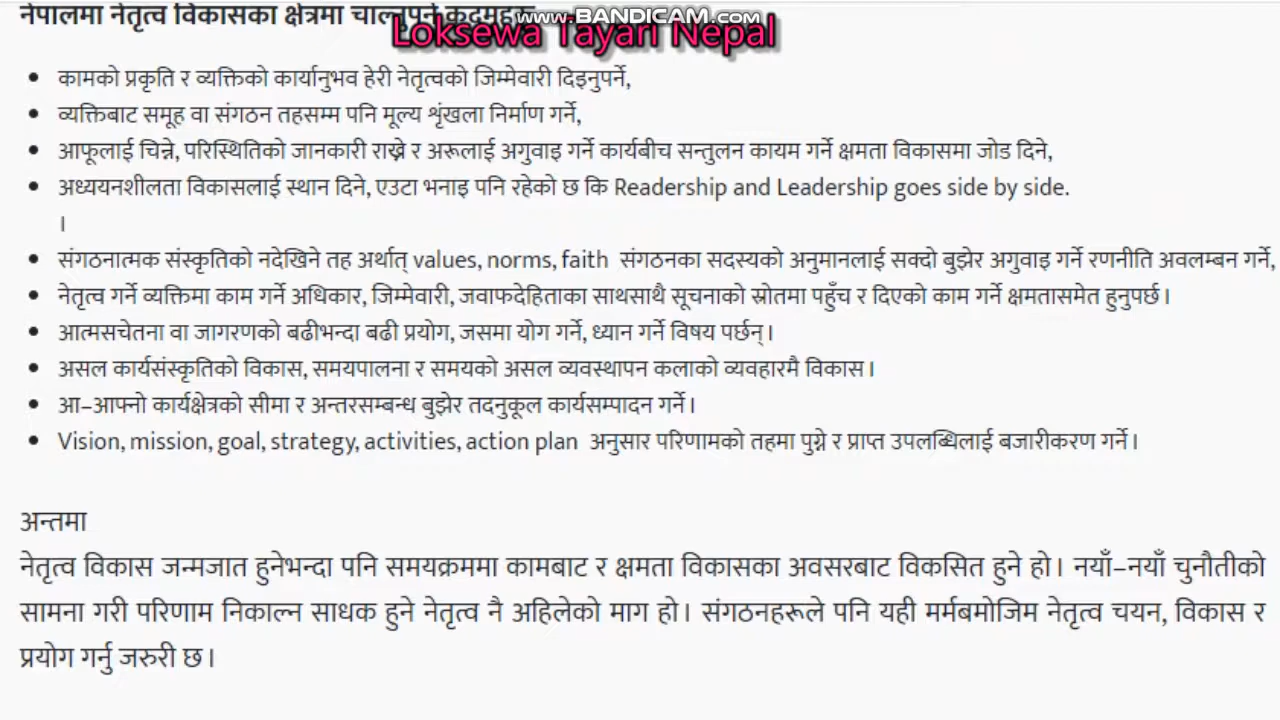 www.BANDICAM.com
नेपालमा नेतृत्व विकासका क्षेत्रमा चाल्नुपर्ने कदमहरू
Loksewa Tayari Nepal
कामको प्रकृति र व्यक्तिको कार्यानुभव हेरी नेतृत्वको जिम्मेवारी दिइनुपर्ने,
व्यक्तिबाट समूह वा संगठन तहसम्म पनि मूल्य शृंखला निर्माण गर्ने,
आफूलाई चिन्ने, परिस्थितिको जानकारी राख्ने र अरूलाई अगुवाइ गर्ने कार्यबीच सन्तुलन कायम गर्ने क्षमता विकासमा जोड दिने,
अध्ययनशीलता विकासलाई स्थान दिने, एउटा भनाइ पनि रहेको छ कि Readership and Leadership goes side by side.
।
संगठनात्मक संस्कृतिको नदेखिने तह अर्थात् values, norms, faith संगठनका सदस्यको अनुमानलाई सक्दो बुझेर अगुवाइ गर्ने रणनीति अवलम्बन गर्ने,
नेतृत्व गर्ने व्यक्तिमा काम गर्ने अधिकार, जिम्मेवारी, जवाफदेहिताका साथसाथै सूचनाको स्रोतमा पहुँच र दिएको काम गर्ने क्षमतासमेत हुनुपर्छ।
आत्मसचेतना वा जागरणको बढीभन्दा बढी प्रयोग, जसमा योग गर्ने, ध्यान गर्ने विषय पर्छन्।
असल कार्यसंस्कृतिको विकास, समयपालना र समयको असल व्यवस्थापन कलाको व्यवहारमै विकास।
आ–आफ्नो कार्यक्षेत्रको सीमा र अन्तरसम्बन्ध बुझेर तदनुकूल कार्यसम्पादन गर्ने।
Vision, mission, goal, strategy, activities, action plan अनुसार परिणामको तहमा पुग्ने र प्राप्त उपलब्धिलाई बजारीकरण गर्ने।
अन्तमा
नेतृत्व विकास जन्मजात हुनेभन्दा पनि समयक्रममा कामबाट र क्षमता विकासका अवसरबाट विकसित हुने हो। नयाँ–नयाँ चुनौतीको
सामना गरी परिणाम निकाल्न साधक हुने नेतृत्व नै अहिलेको माग हो। संगठनहरूले पनि यही मर्मबमोजिम नेतृत्व चयन, विकास र
प्रयोग गर्नु जरुरी छ।